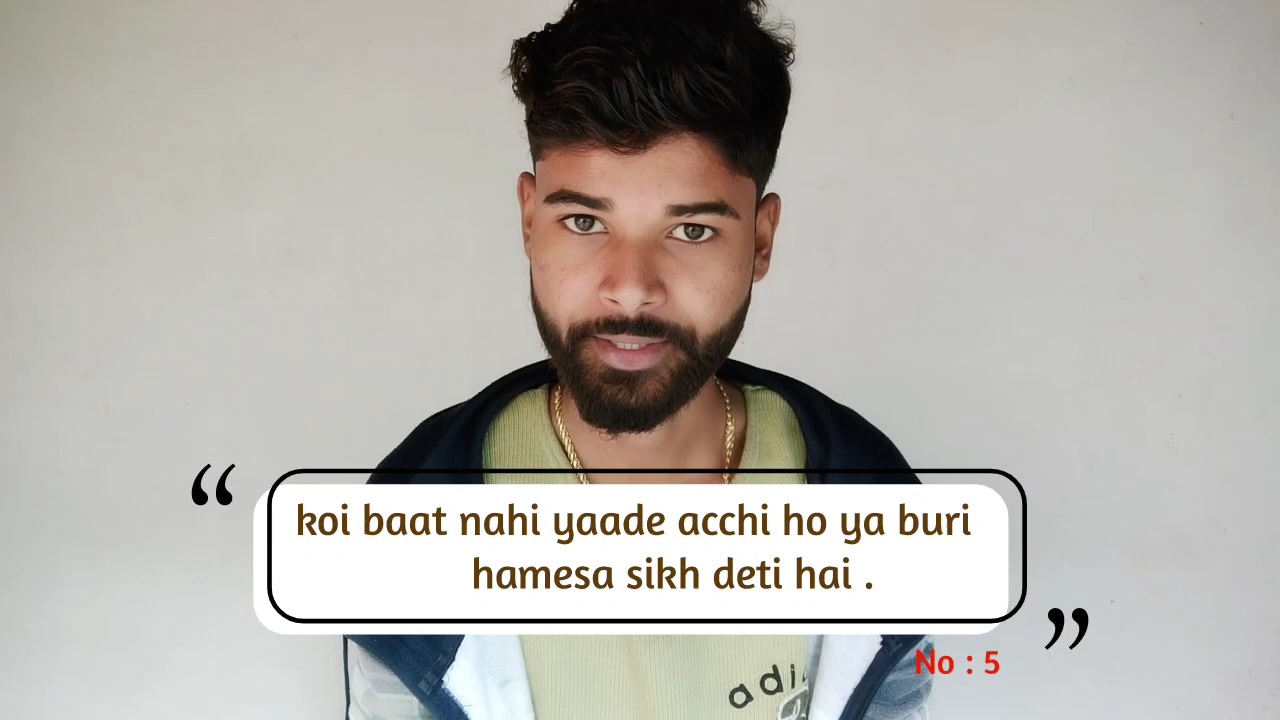 “
koi baat nahi yaade acchi ho ya buri
hamesa sikh deti hai .
”
No : 5
adi